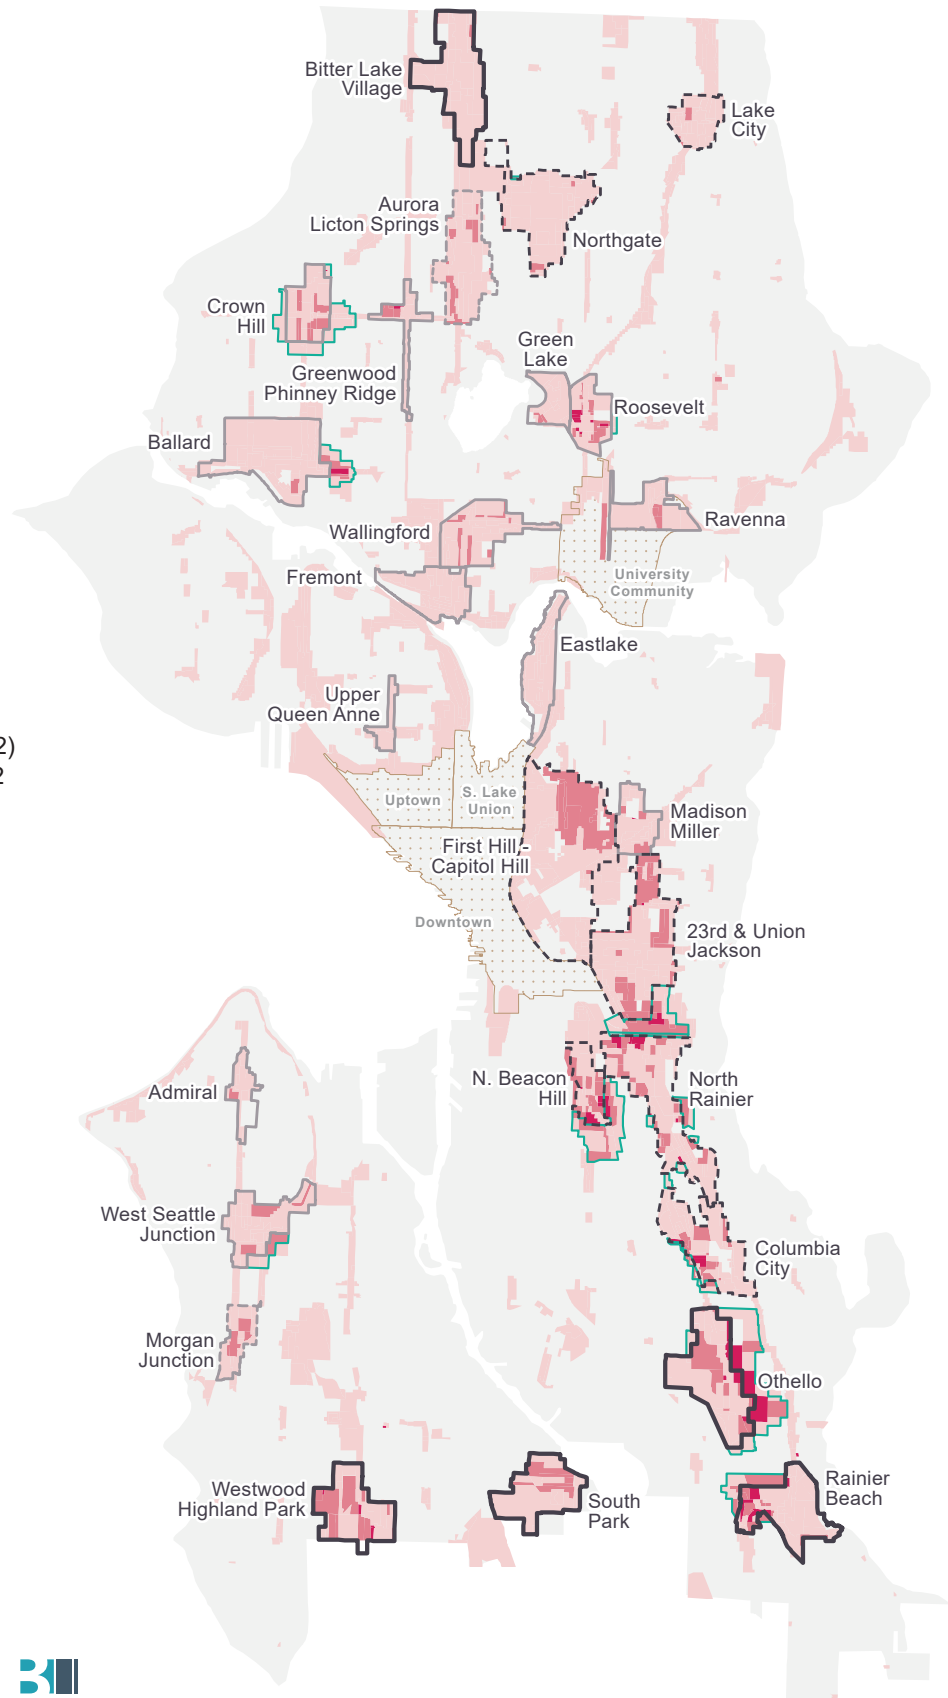 Bitter Lake
Village
Lake
City
Aurora
Licton Springs
Northgate
Crown
Hill
Green
Lake
Greenwood
Phinney Ridge
Roosevelt
Ballard
Ravenna
Wallingford
Fremont
University
Community
Eastlake
Upper
Queen Anne
2)
2
Uptown
S. Lake
Union
Madison
Miller
First Hill -
Capitol Hill
Downtown
23rd & Union
Jackson
Admiral
N. Beacon
Hill
North
Rainier
West Seattle
Junction
Columbia
City
Morgan
Junction
Othello
Westwood
Highland Park
South
Park
Rainier
Beach